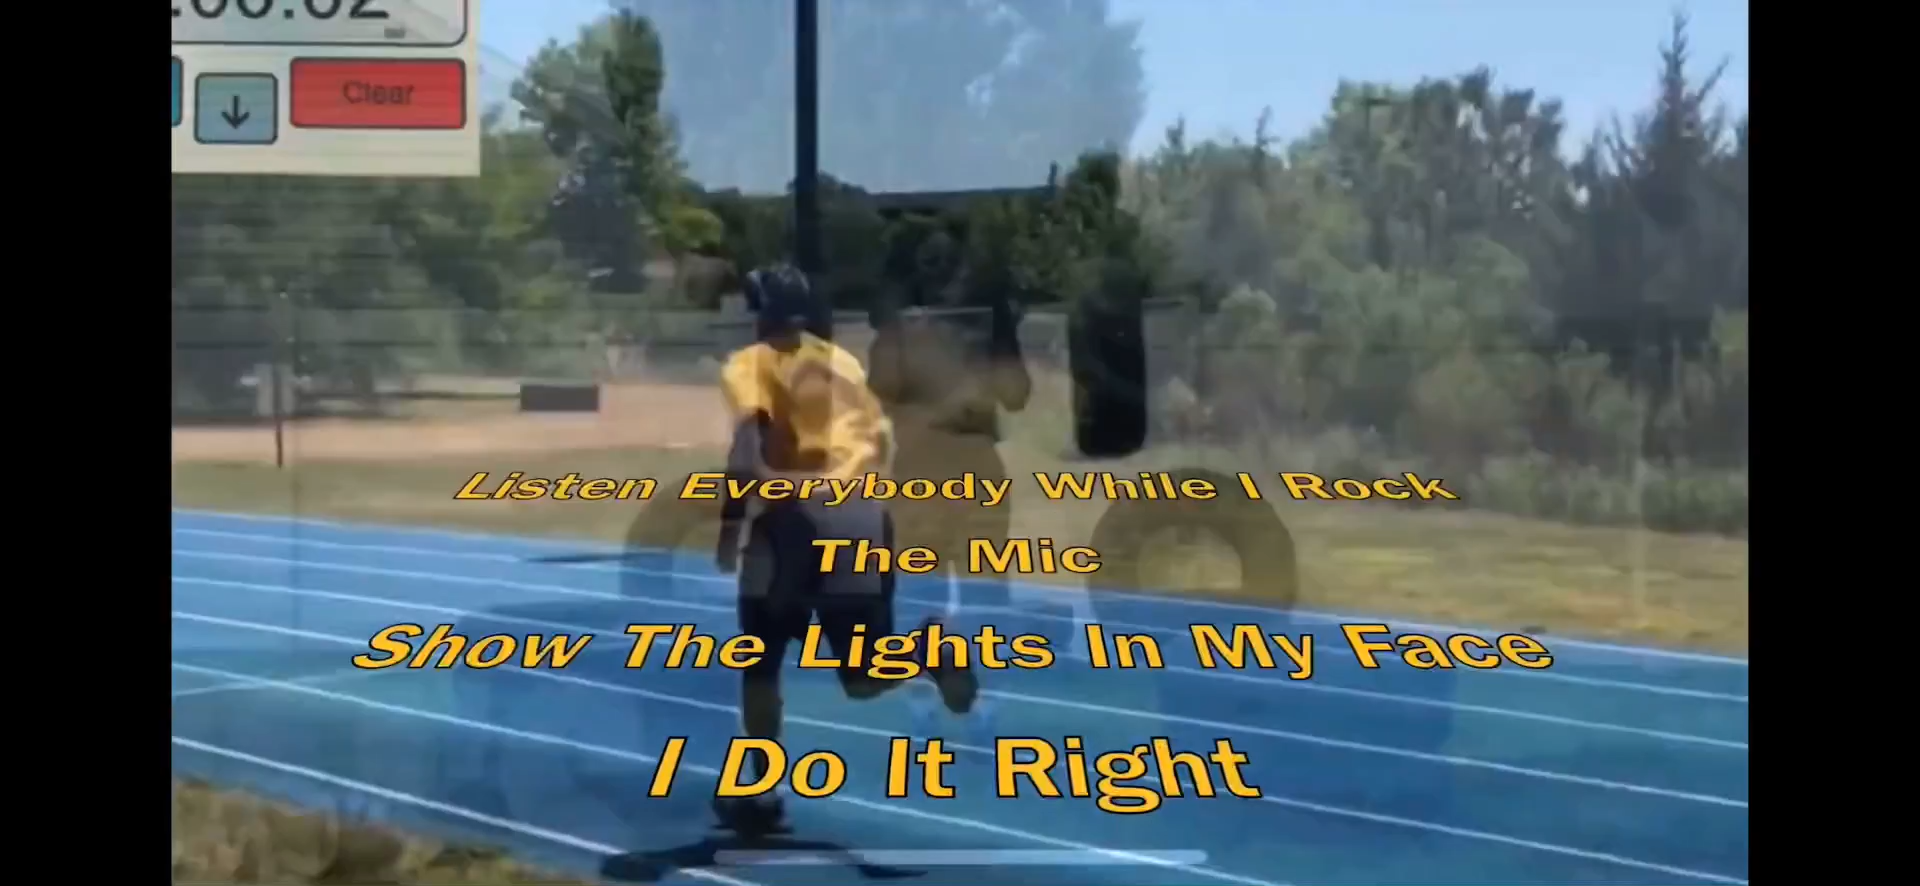 Clear
Listen Everybody While I Rock
The Mic
Show The Lights In My Face
I Do It Right